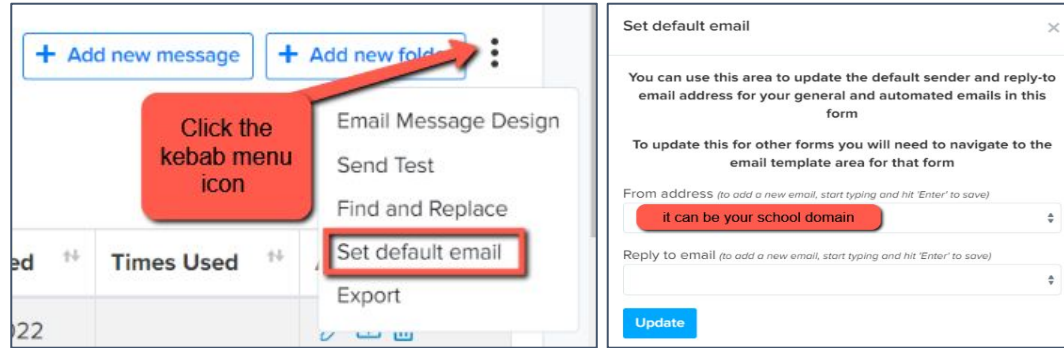 + Add new message
+ Add new folde
Click the
kebab menu
icon
Email Message Design
Send Test
Find and Replace
Set default email
Export
ed Times Used
022
Set default email
You can use this area to update the default sender and reply-to
email address for your general and automated emails in this
form
To update this for other forms you will need to navigate to the
email template area for that form
From address (to add a new email, start typing and hit 'Enter' to save)
it can be your school domain
Reply to email (to add a new email, start typing and hit 'Enter' to save)
Update